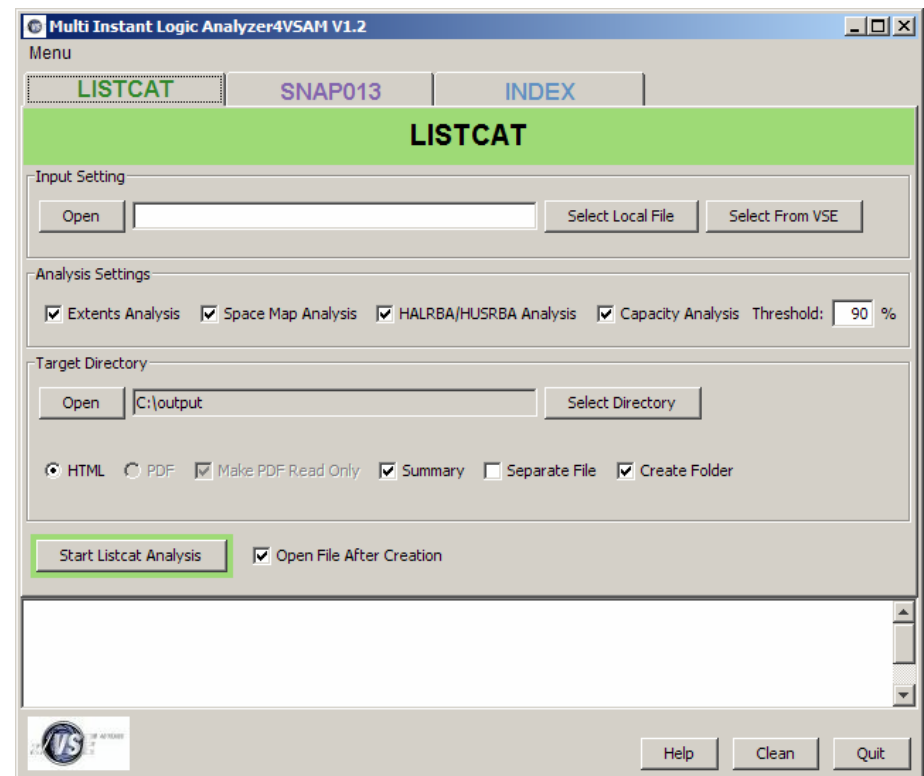 Multi Instant Logic Analyzer4VSAM V1.2
Menu
LISTCAT SNAP013 INDEX
LISTCAT
Input Setting
Open Select Local File Select From VSE
Analysis Settings
Extents Analysis Space Map Analysis HALRBA/HUSRBA Analysis Capacity Analysis Threshold: 90 %
Target Directory
Open C:\output Select Directory
HTML PDF Make PDF Read Only Summary Separate File Create Folder
Start Listcat Analysis Open File After Creation
VS
Help Clean Quit